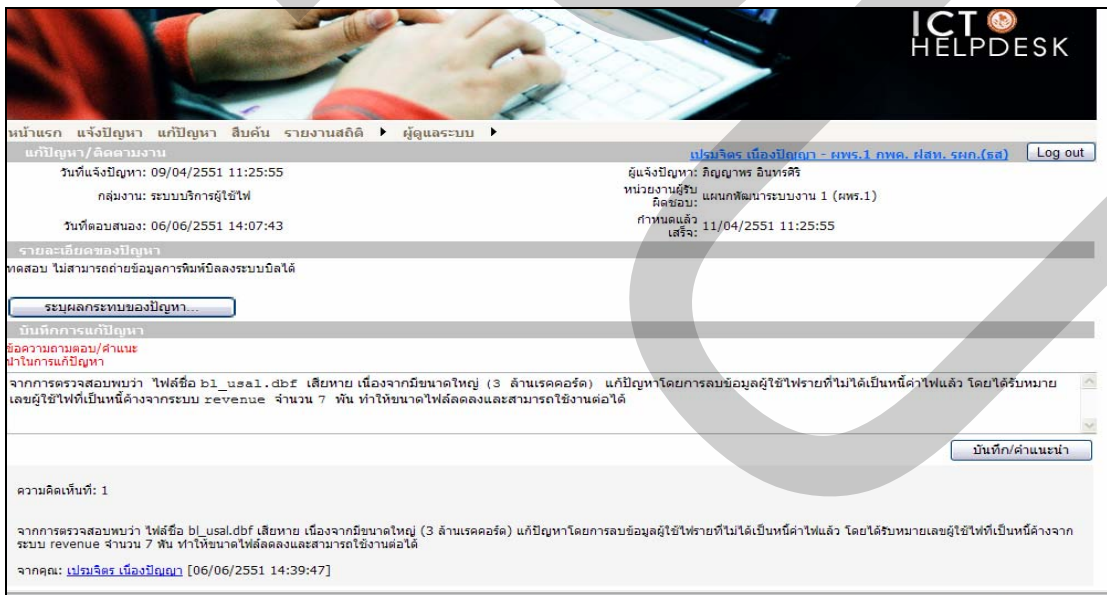 ICT
HELPDESK
หน้าแรก แจ้งปัญหา แก้ปัญหา สืบค้น รายงานสถิติ ผู้ดูแลระบบ
แก้ปัญหา/ติดตามงาน
เปรมจิตร เนื่องปัญญา - ผพร.1 กพค. ฝสท. รผก.(ธส) Log out
วันที่แจ้งปัญหา: 09/04/2551 11:25:55
ผู้แจ้งปัญหา: ภิญญาพร อินทรศิริ
กลุ่มงาน: ระบบบริการผู้ใช้ไฟ
หน่วยงานผู้รับ
ผิดชอบ: แผนกพัฒนาระบบงาน 1 (ผพร.1)
วันที่ตอบสนอง: 06/06/2551 14:07:43
กำหนดแล้ว
เสร็จ: 11/04/2551 11:25:55
รายละเอียดของปัญหา
ทดสอบ ไม่สามารถถ่ายข้อมูลการพิมพ์บิลลงระบบบิลได้
ระบุผลกระทบของปัญหา...
บันทึกการแก้ปัญหา
ข้อความถามตอบ/คำแนะ
นำในการแก้ปัญหา
จากการตรวจสอบพบว่า ไฟล์ชื่อ bl_usal.dbf เสียหาย เนื่องจากมีขนาดใหญ่ (3 ล้านเรคคอร์ด) แก้ปัญหาโดยการลบข้อมูลผู้ใช้ไฟรายที่ไม่ได้เป็นหนี้ค่าไฟแล้ว โดยได้รับหมาย
เลขผู้ใช้ไฟที่เป็นหนี้ค้างจากระบบ revenue จำนวน 7 พัน ทำให้ขนาดไฟล์ลดลงและสามารถใช้งานต่อได้
บันทึก/คำแนะนำ
ความคิดเห็นที่: 1
จากการตรวจสอบพบว่า ไฟล์ชื่อ bl_usal.dbf เสียหาย เนื่องจากมีขนาดใหญ่ (3 ล้านเรคคอร์ด) แก้ปัญหาโดยการลบข้อมูลผู้ใช้ไฟรายที่ไม่ได้เป็นหนี้ค่าไฟแล้ว โดยได้รับหมายเลขผู้ใช้ไฟที่เป็นหนี้ค้างจาก
ระบบ revenue จำนวน 7 พัน ทำให้ขนาดไฟล์ลดลงและสามารถใช้งานต่อได้
จากคุณ: เปรมจิตร เนื่องปัญญา [06/06/2551 14:39:47]